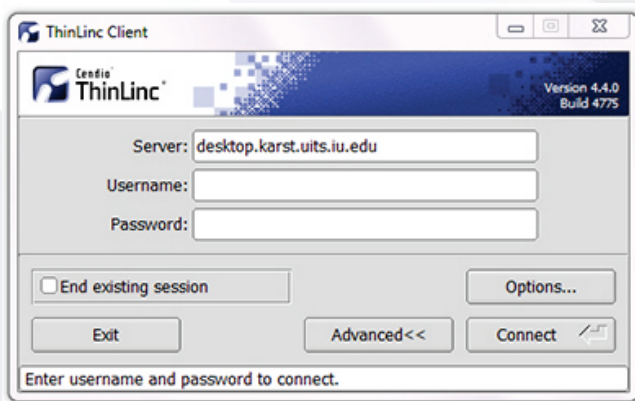 ThinLinc Client
Cendio
ThinLinc
Version 4.4.0
Build 4775
Server: desktop.karst.uits.iu.edu
Username:
Password:
End existing session
Options...
Exit
Advanced<<
Connect
Enter username and password to connect.